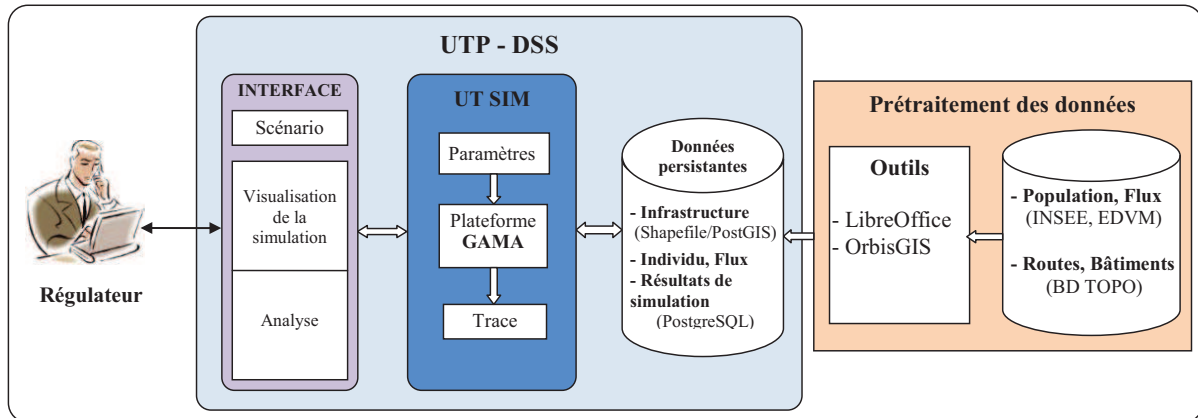 UTP - DSS
Régulateur
INTERFACE
Scénario
Visualisation
de la
simulation
Analyse
UT SIM
Paramètres
Plateforme
GAMA
Trace
Données
persistantes
- Infrastructure
(Shapefile/PostGIS)
- Individu, Flux
- Résultats de
simulation
(PostgreSQL)
Prétraitement des données
Outils
- LibreOffice
- OrbisGIS
- Population, Flux
(INSEE, EDVM)
- Routes, Bâtiments
(BD TOPO)